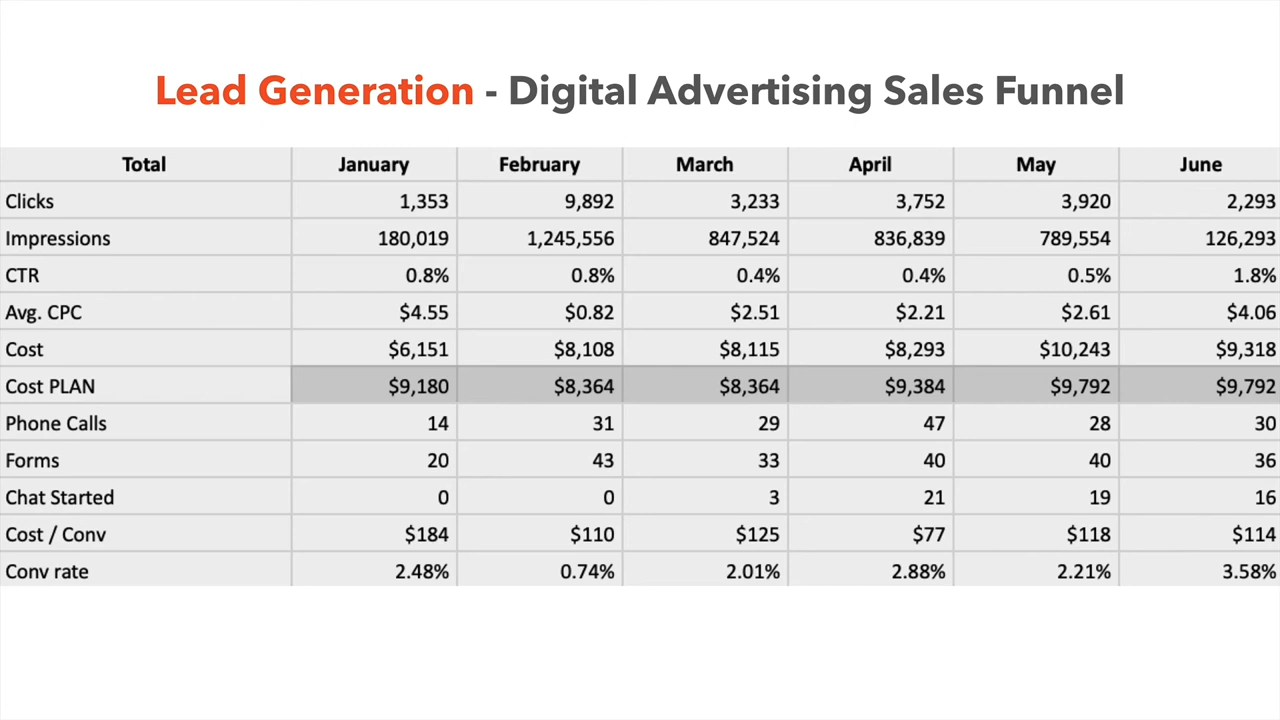 Lead Generation - Digital Advertising Sales Funnel
Total January February March April May June
Clicks 1,353 9,892 3,233 3,752 3,920 2,293
Impressions 180,019 1,245,556 847,524 836,839 789,554 126,293
CTR 0.8% 0.8% 0.4% 0.4% 0.5% 1.8%
Avg. CPC $4.55 $0.82 $2.51 $2.21 $2.61 $4.06
Cost $6,151 $8,108 $8,115 $8,293 $10,243 $9,318
Cost PLAN $9,180 $8,364 $8,364 $9,384 $9,792 $9,792
Phone Calls 14 31 29 47 28 30
Forms 20 43 33 40 40 36
Chat Started 0 0 3 21 19 16
Cost / Conv $184 $110 $125 $77 $118 $114
Conv rate 2.48% 0.74% 2.01% 2.88% 2.21% 3.58%